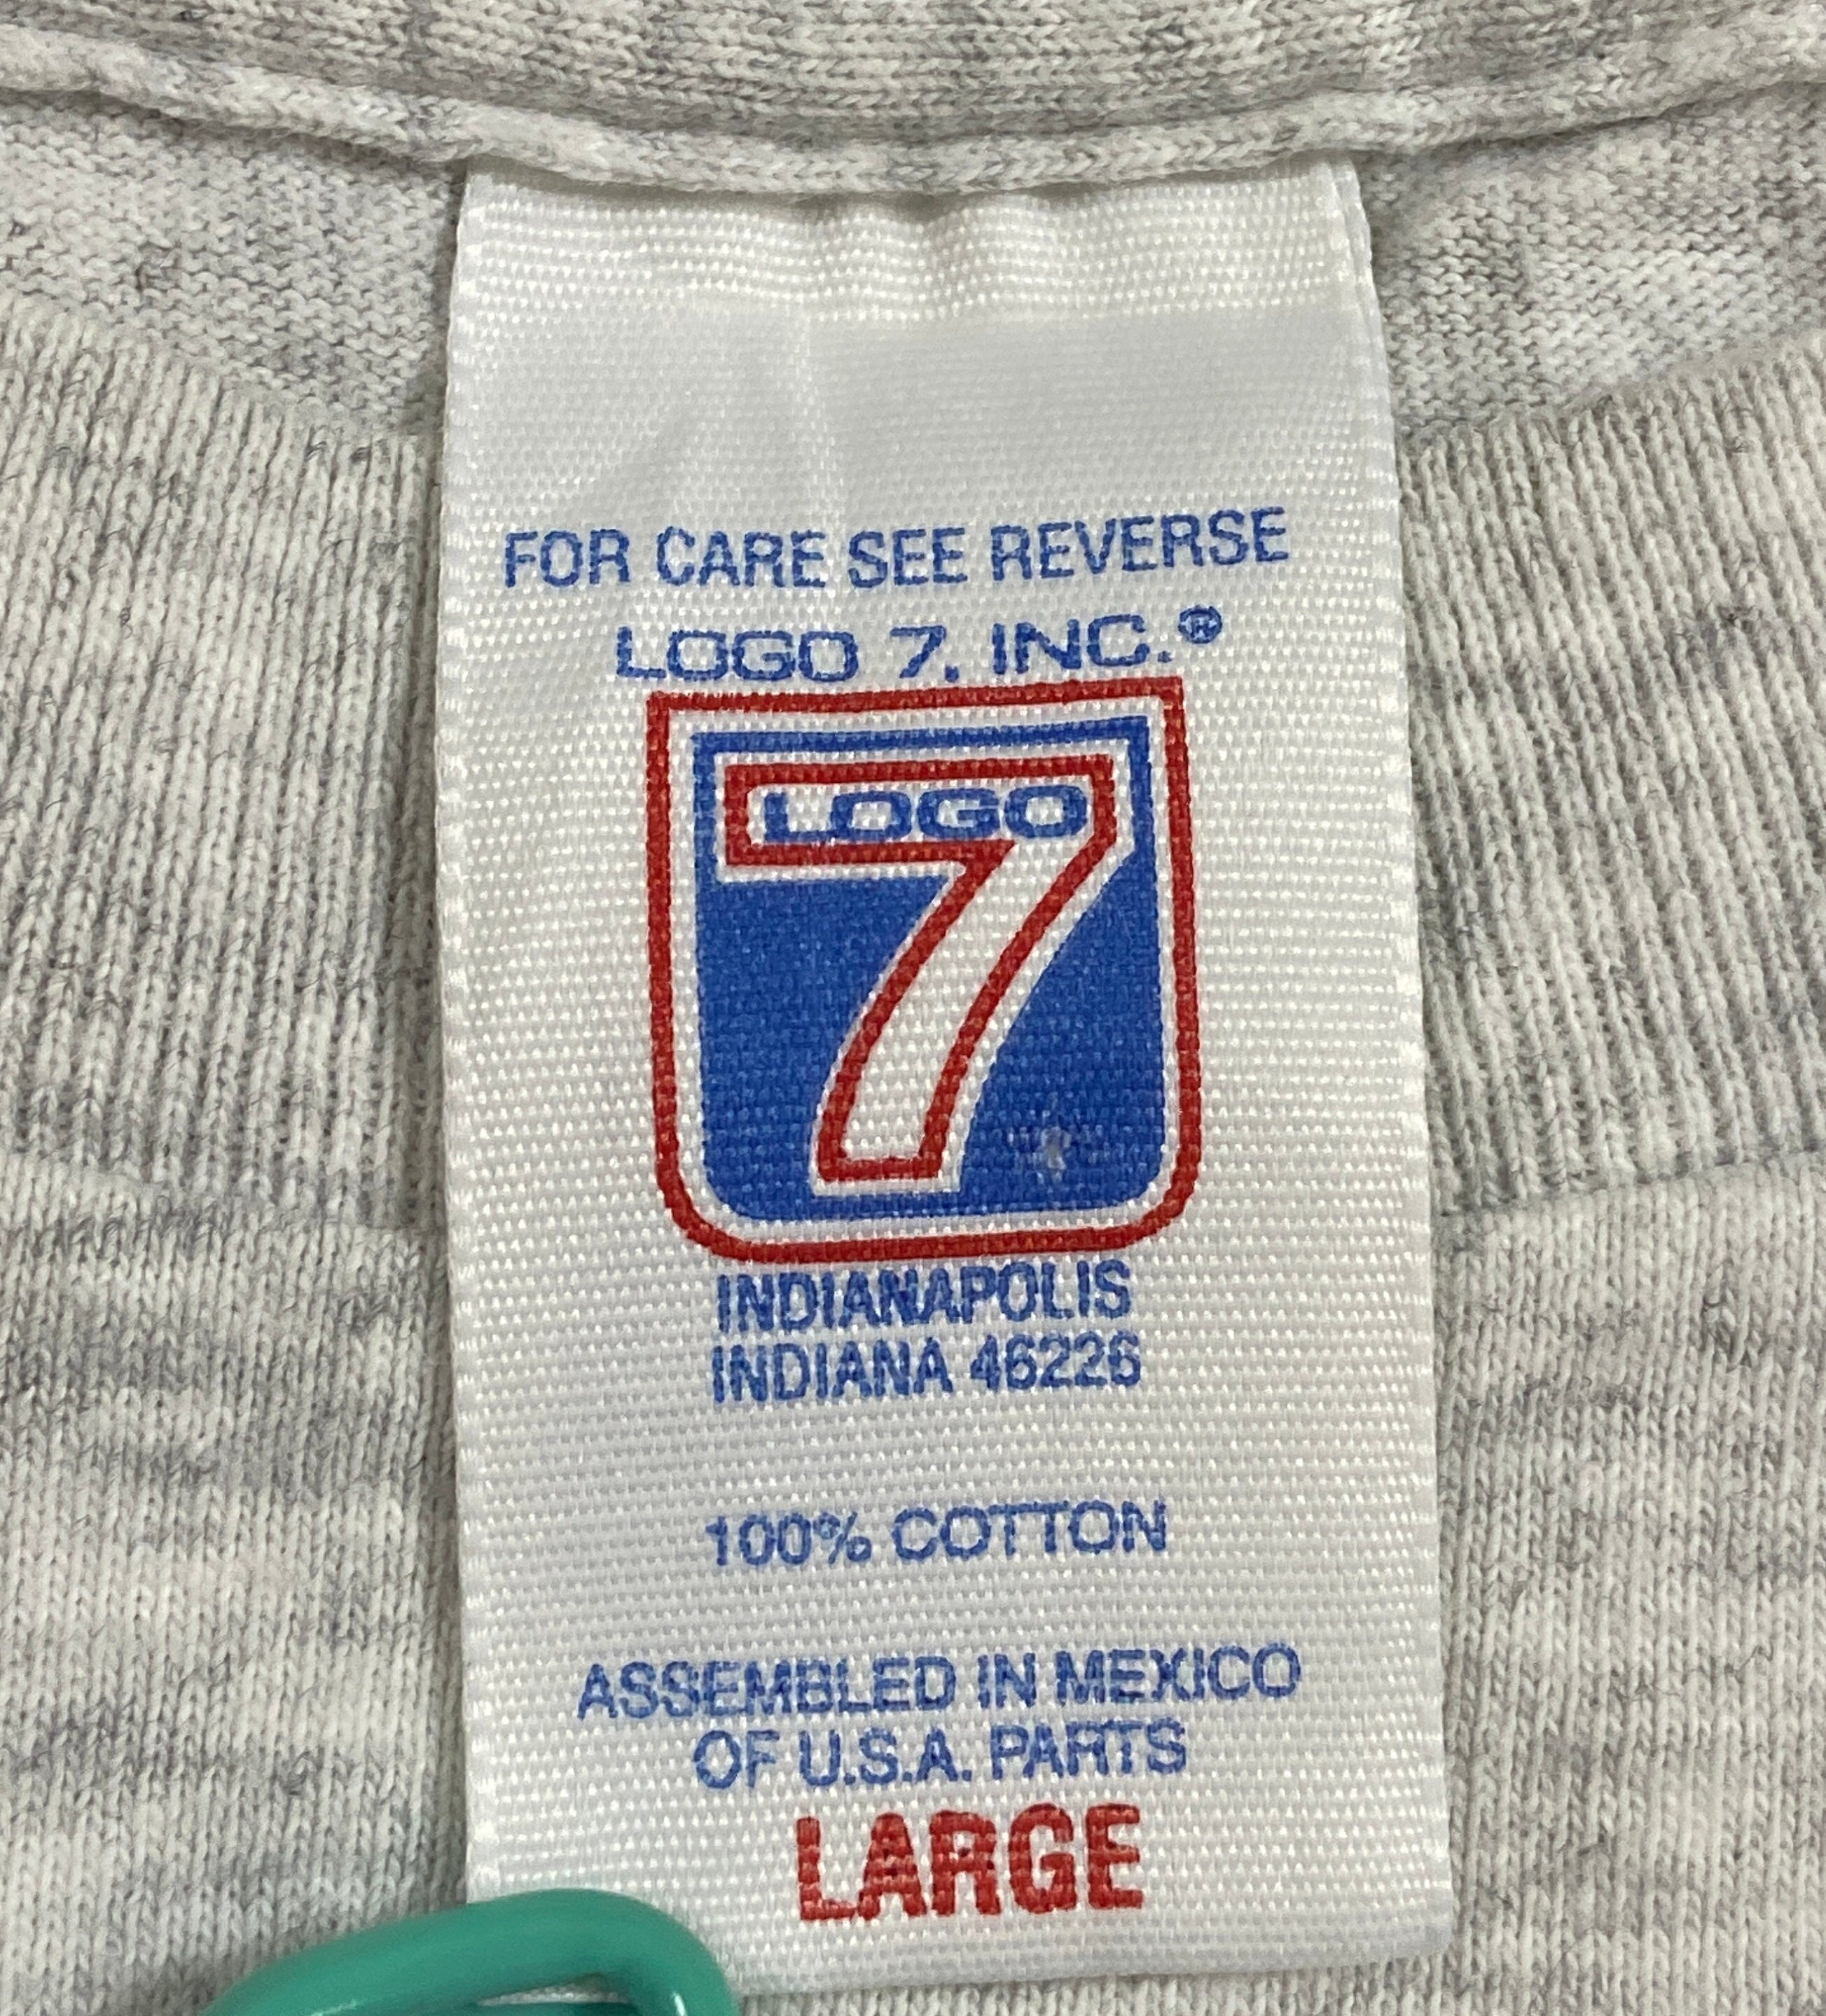 FOR CARE SEE REVERSE
LOGO 7, INC.®
LOGO
7
INDIANAPOLIS
INDIANA 46226
100% COTTON
ASSEMBLED IN MEXICO
OF U.S.A. PARTS
LARGE